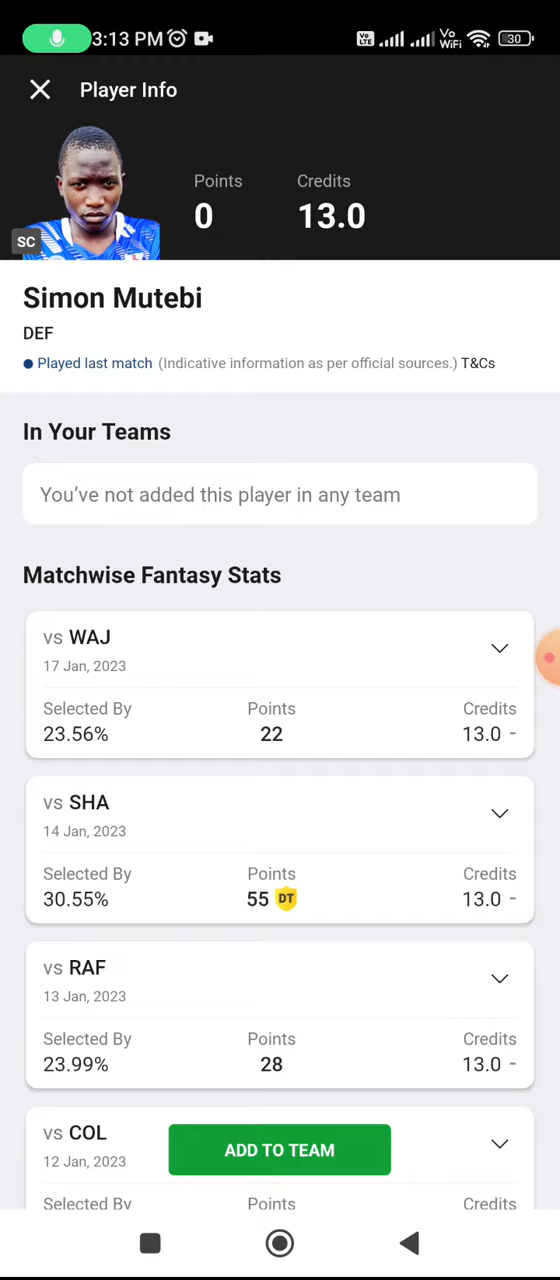 3:13 PM Vo LTE Vo WiFi 30
Player Info
Points Credits
0 13.0
SC
Simon Mutebi
DEF
Played last match (Indicative information as per official sources.) T&Cs
In Your Teams
You’ve not added this player in any team
Matchwise Fantasy Stats
vs WAJ
17 Jan, 2023
Selected By Points Credits
23.56% 22 13.0 -
vs SHA
14 Jan, 2023
Selected By Points Credits
30.55% 55 DT 13.0 -
vs RAF
13 Jan, 2023
Selected By Points Credits
23.99% 28 13.0 -
vs COL
12 Jan, 2023
ADD TO TEAM
Selected By Points Credits